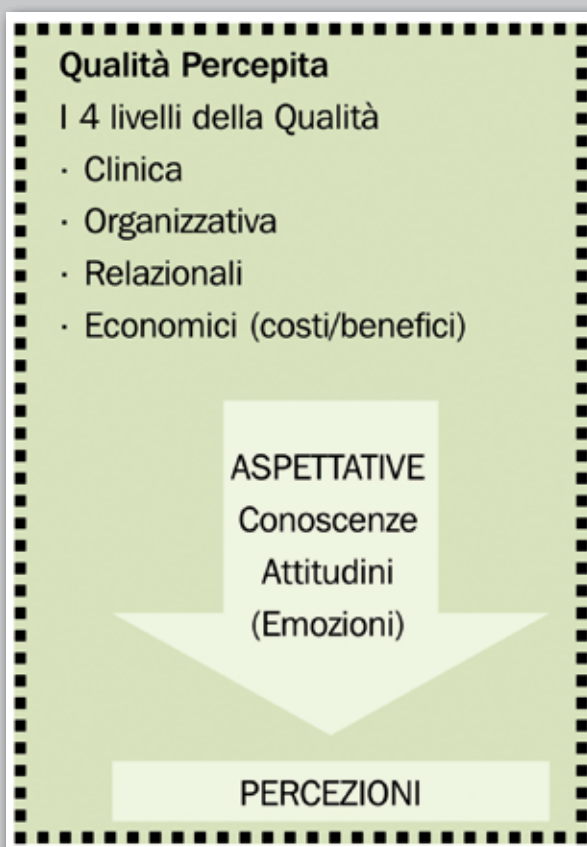 Qualità Percepita
I 4 livelli della Qualità
· Clinica
· Organizzativa
· Relazionali
· Economici (costi/benefici)
ASPETTATIVE
Conoscenze
Attitudini
(Emozioni)
PERCEZIONI